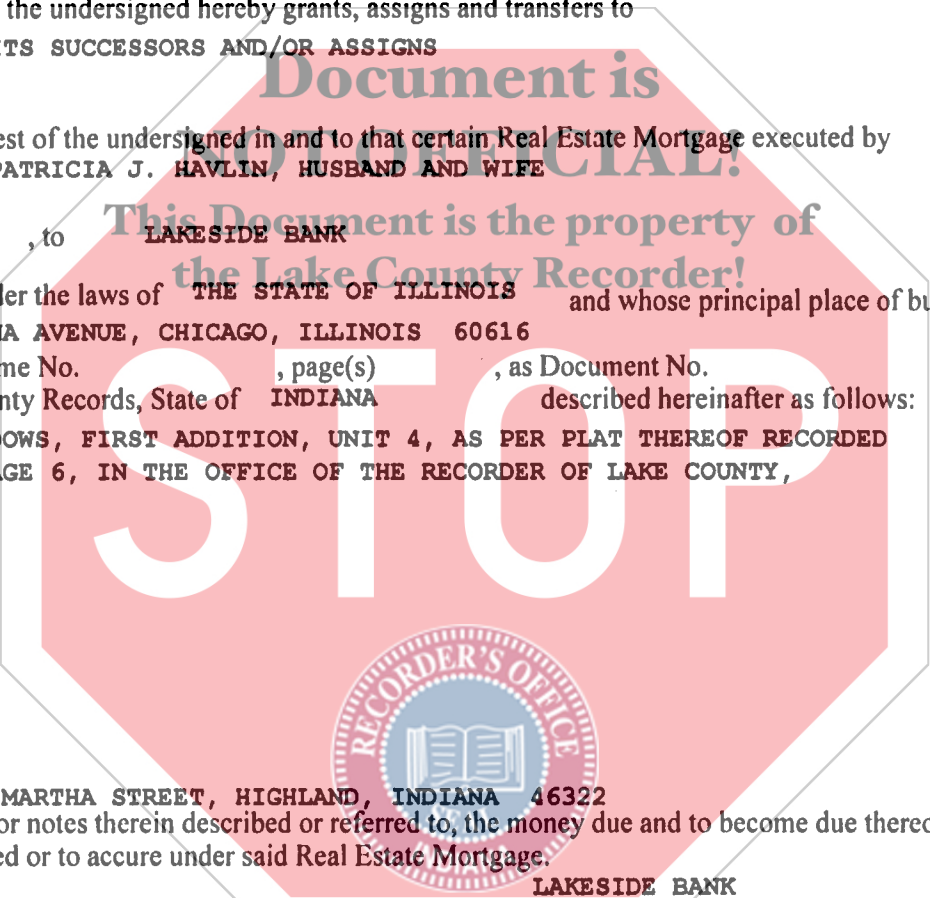 the undersigned hereby grants, assigns and transfers to
ITS SUCCESSORS AND/OR ASSIGNS
Document is
est of the undersigned in and to that certain Real Estate Mortgage executed by
NOT OFFICIAL!
PATRICIA J. HAVLIN, HUSBAND AND WIFE
This Document is the property of
, to LAKESIDE BANK
the Lake County Recorder!
der the laws of THE STATE OF ILLINOIS and whose principal place of bu
NA AVENUE, CHICAGO, ILLINOIS 60616
me No. , page(s) , as Document No.
nty Records, State of INDIANA described hereinafter as follows:
DOWS, FIRST ADDITION, UNIT 4, AS PER PLAT THEREOF RECORDED
AGE 6, IN THE OFFICE OF THE RECORDER OF LAKE COUNTY,
STOP
RECORDER'S OFFICE
MARTHA STREET, HIGHLAND, INDIANA 46322
or notes therein described or referred to, the money due and to become due thereo
SEAL
ed or to accure under said Real Estate Mortgage.
INDIANA
LAKESIDE BANK